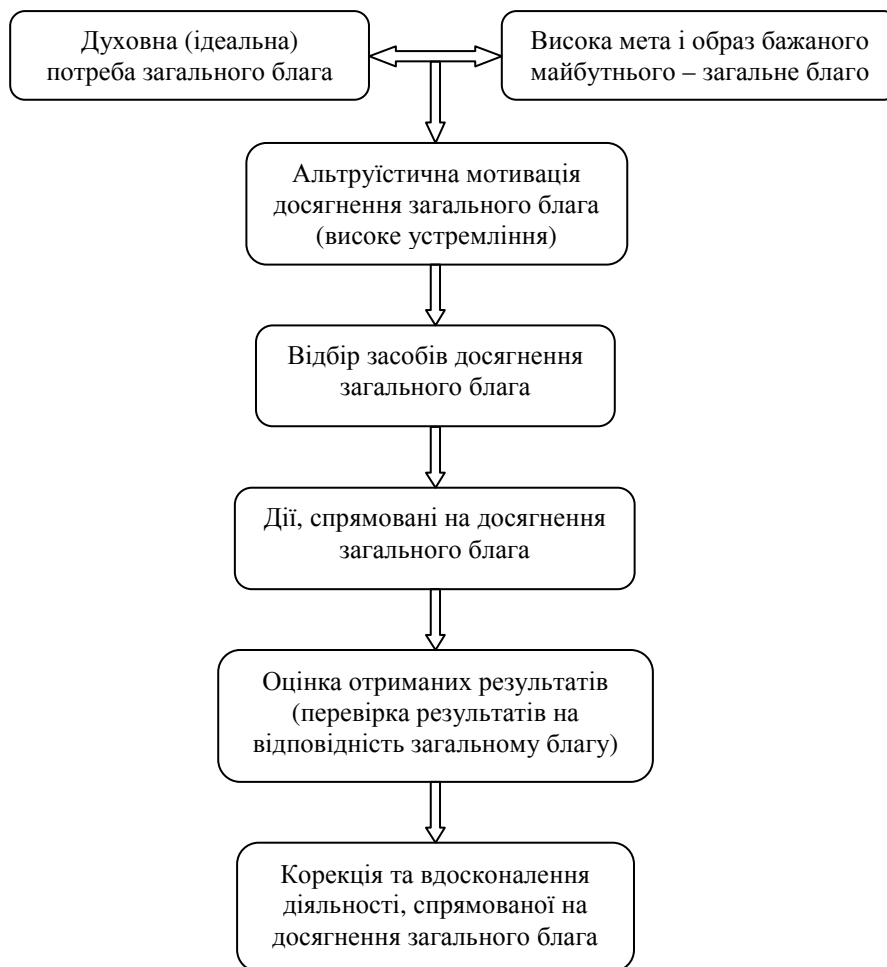 Духовна (ідеальна)
потреба загального блага
Висока мета і образ бажаного
майбутнього – загальне благо
Альтруїстична мотивація
досягнення загального блага
(високе устремління)
Відбір засобів досягнення
загального блага
Дії, спрямовані на досягнення
загального блага
Оцінка отриманих результатів
(перевірка результатів на
відповідність загальному благу)
Корекція та вдосконалення
діяльності, спрямованої на
досягнення загального блага